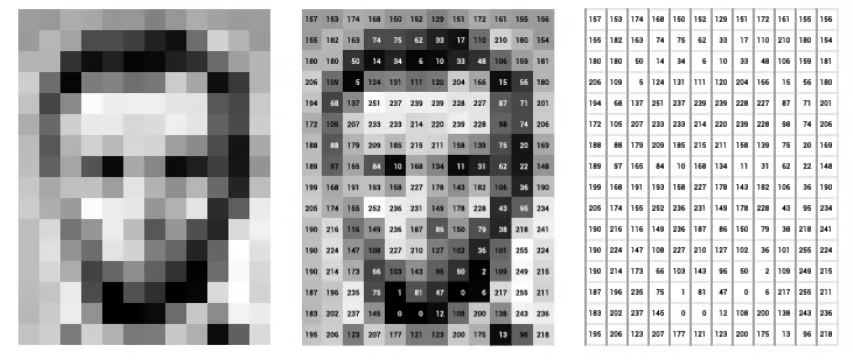 157 153 174 168 150 152 129 151 172 161 155 156
155 182 163 74 75 62 33 17 110 210 180 154
180 180 50 14 34 6 10 33 48 106 159 181
206 109 5 124 131 111 120 204 166 15 56 180
194 68 137 251 237 239 239 228 227 87 71 201
172 105 207 233 233 214 220 239 228 98 74 206
188 88 179 209 185 215 211 158 139 75 20 169
189 97 165 84 10 168 134 11 31 62 22 148
199 168 191 193 158 227 178 143 182 106 36 190
205 174 155 252 236 231 149 178 228 43 95 234
190 216 116 149 236 187 86 150 79 38 218 241
190 224 147 108 227 210 127 102 36 101 255 224
190 214 173 66 103 143 96 50 2 109 249 215
187 196 235 75 1 81 47 0 6 217 255 211
183 202 237 145 0 0 12 108 200 138 243 236
195 206 123 207 177 121 123 200 175 13 96 218
157 153 174 168 150 152 129 151 172 161 155 156
155 182 163 74 75 62 33 17 110 210 180 154
180 180 50 14 34 6 10 33 48 106 159 181
206 109 5 124 131 111 120 204 166 15 56 180
194 68 137 251 237 239 239 228 227 87 71 201
172 105 207 233 233 214 220 239 228 98 74 206
188 88 179 209 185 215 211 158 139 75 20 169
189 97 165 84 10 168 134 11 31 62 22 148
199 168 191 193 158 227 178 143 182 106 36 190
205 174 155 252 236 231 149 178 228 43 95 234
190 216 116 149 236 187 86 150 79 38 218 241
190 224 147 108 227 210 127 102 36 101 255 224
190 214 173 66 103 143 96 50 2 109 249 215
187 196 235 75 1 81 47 0 6 217 255 211
183 202 237 145 0 0 12 108 200 138 243 236
195 206 123 207 177 121 123 200 175 13 96 218